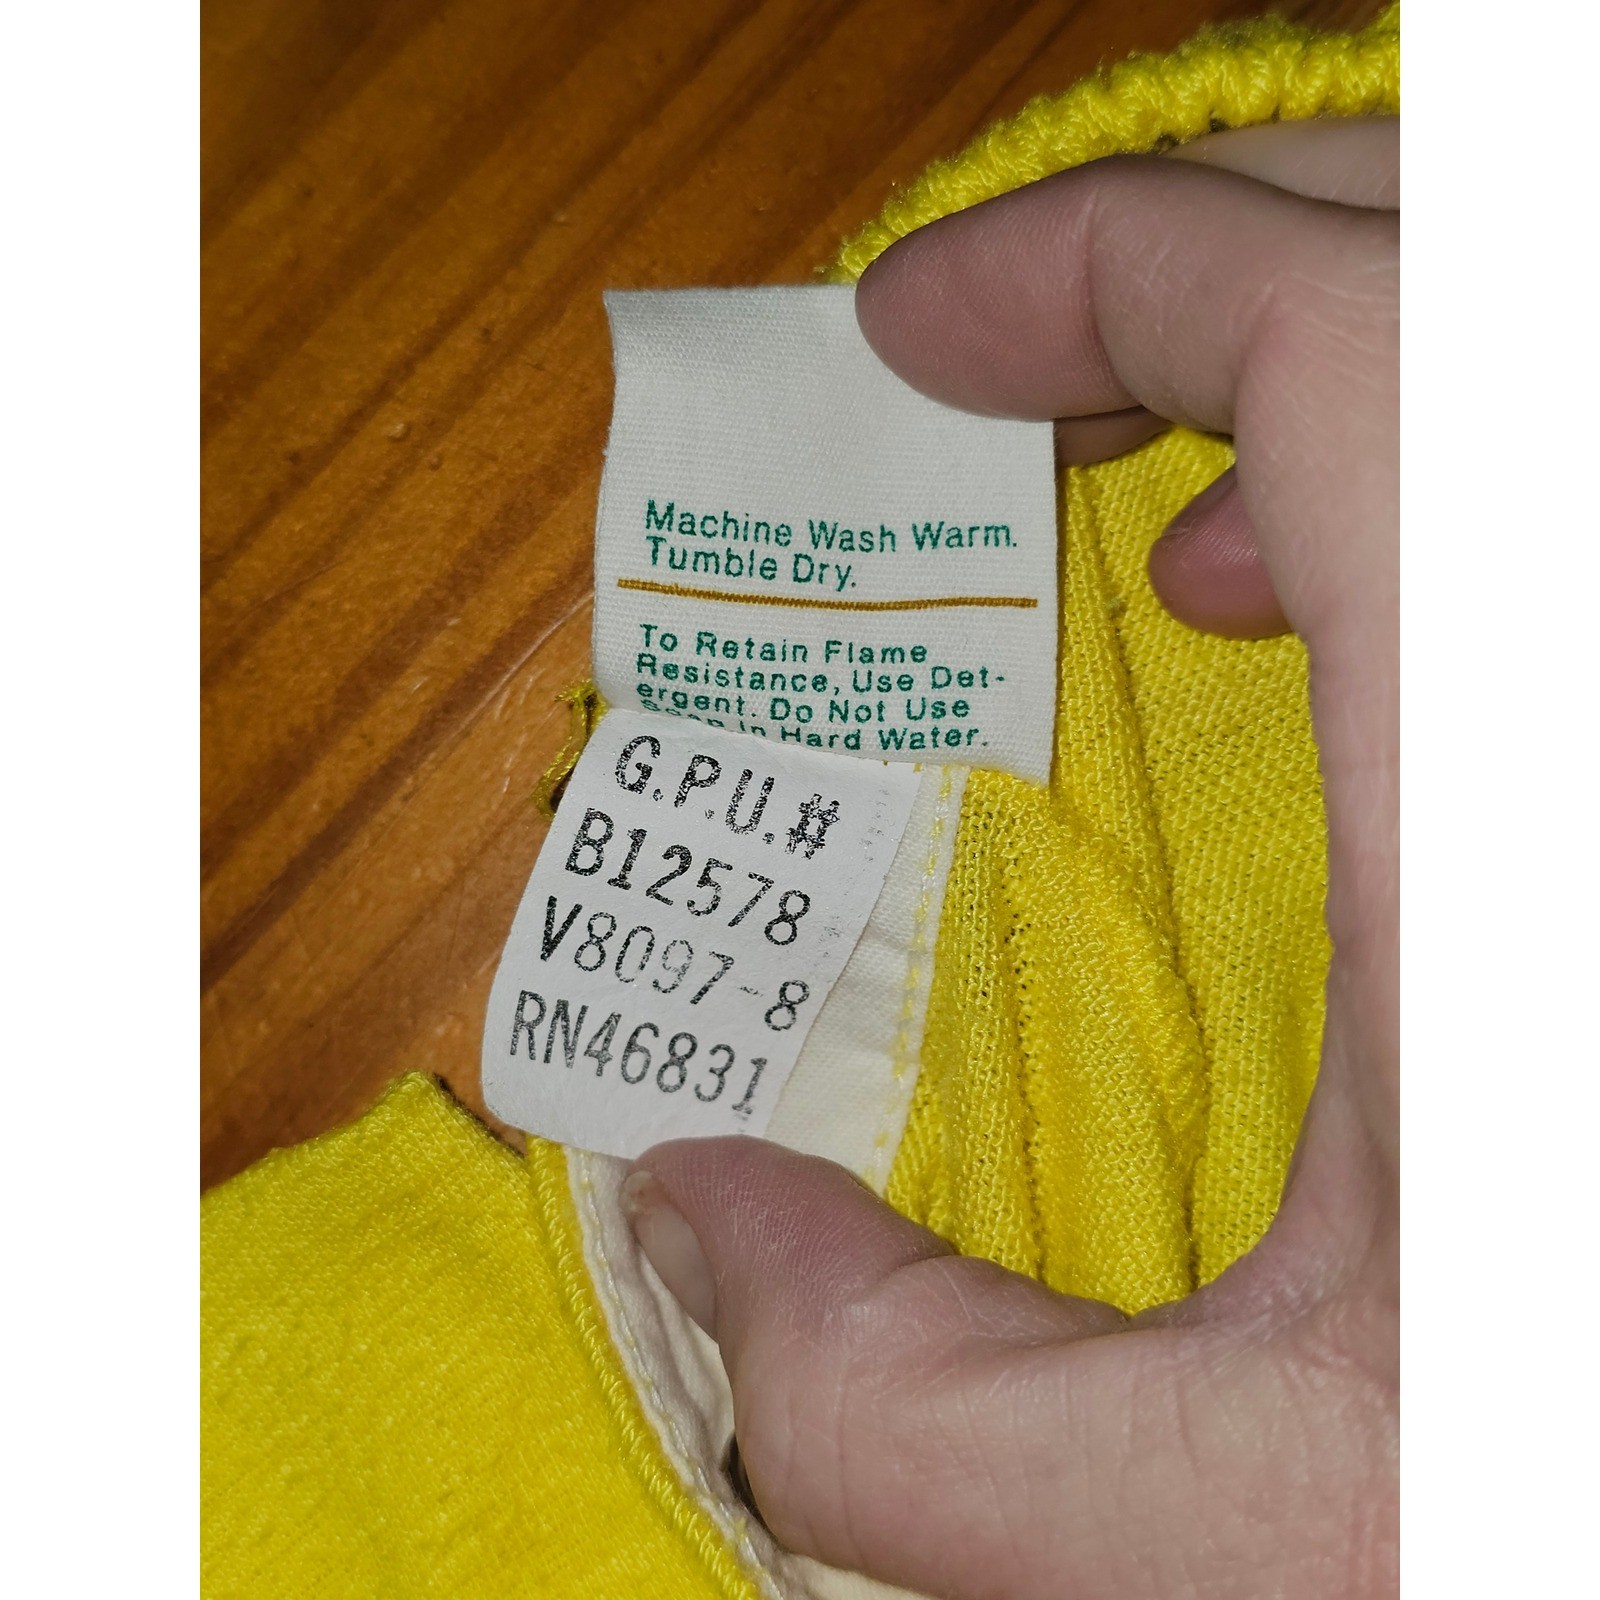 Machine Wash Warm.
Tumble Dry.
To Retain Flame
Resistance, Use Det-
ergent. Do Not Use
Soap in Hard Water.
G.P.U.#
B12578
V8097-8
RN46831